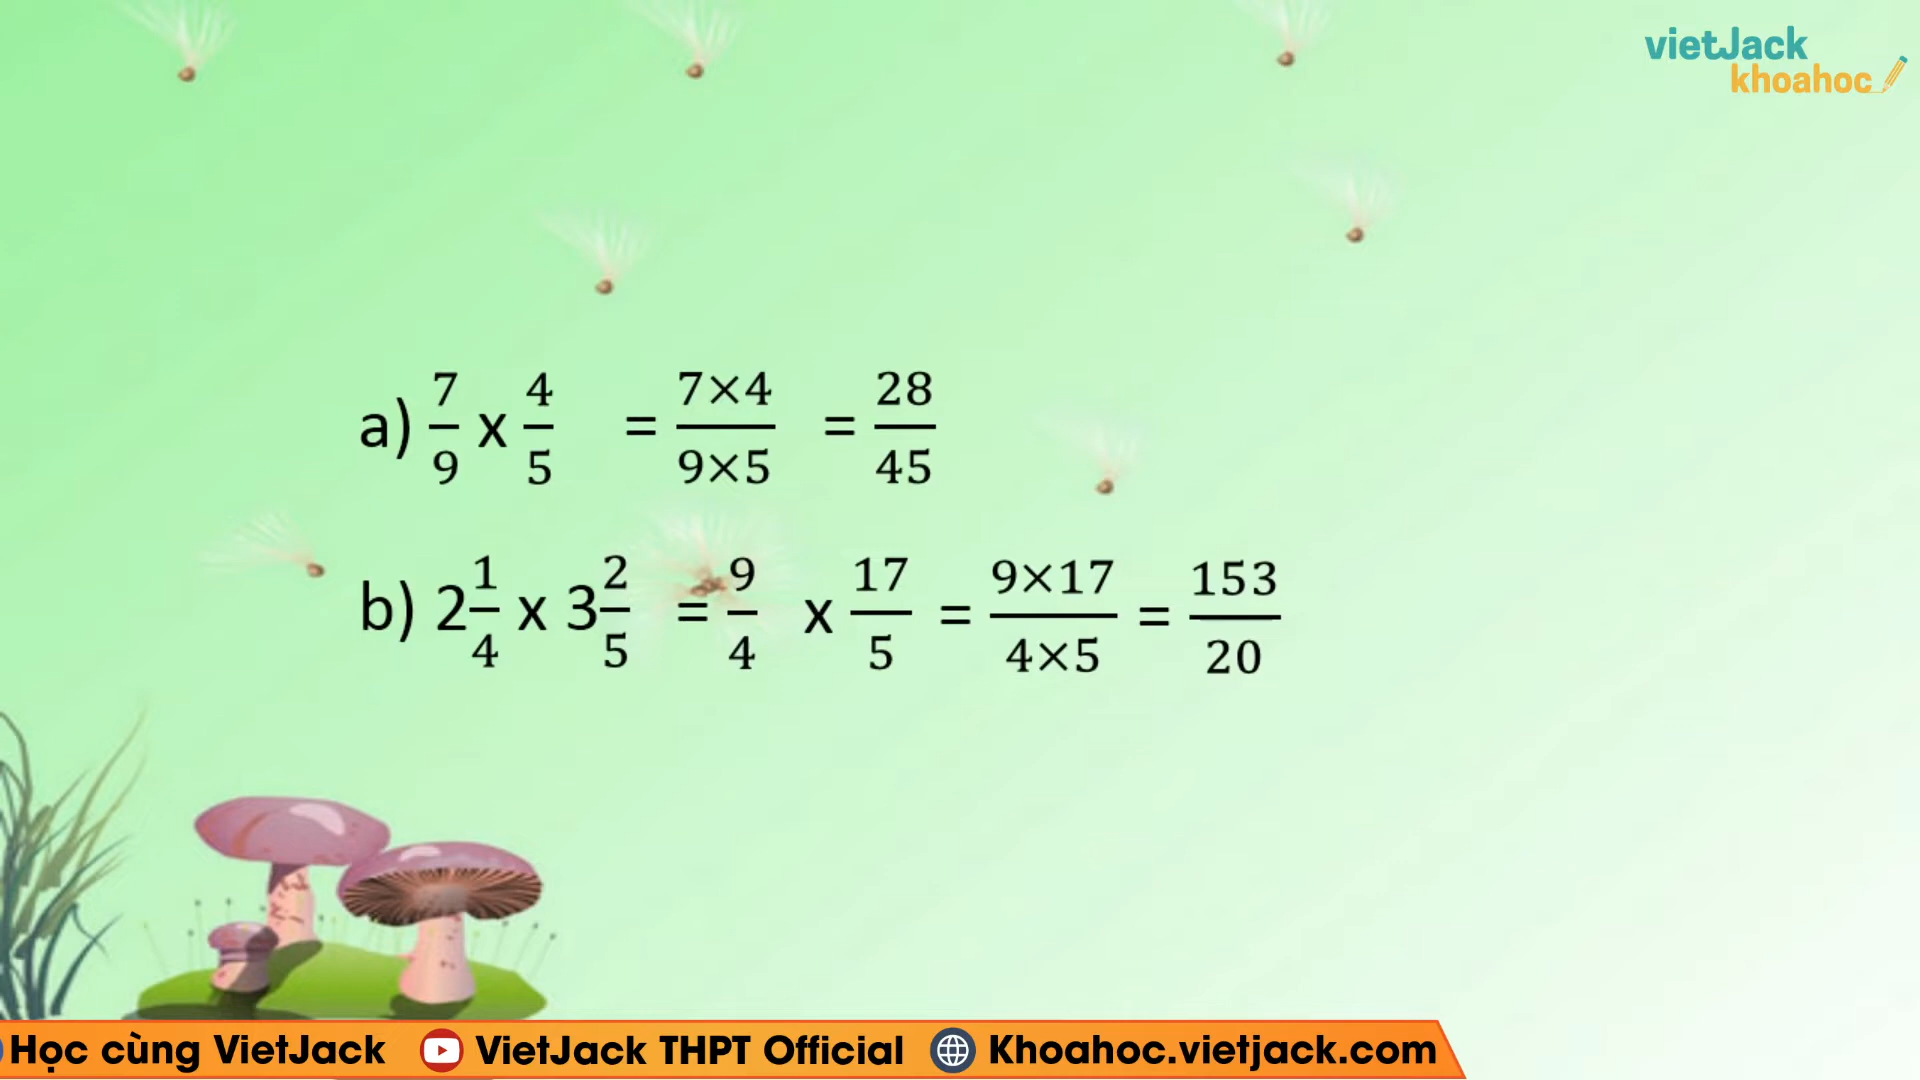 vietJack
khoahoc
a) 7/9 x 4/5 = 7×4/9×5 = 28/45
b) 2 1/4 x 3 2/5 = 9/4 x 17/5 = 9×17/4×5 = 153/20
Học cùng VietJack VietJack THPT Official Khoahoc.vietjack.com